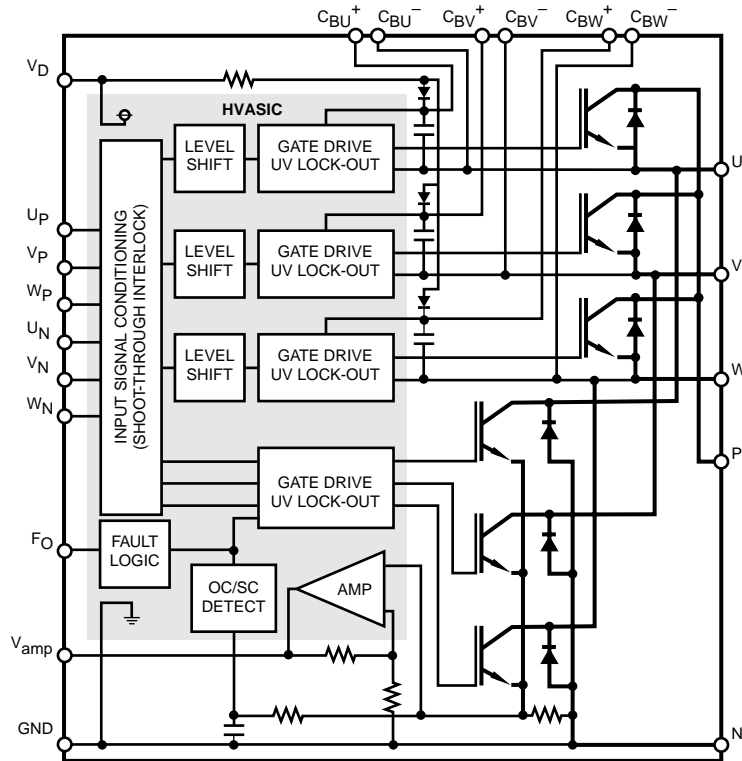 CBU+ CBU− CBV+ CBV− CBW+ CBW−
VD
HVASIC
LEVEL
SHIFT
GATE DRIVE
UV LOCK-OUT
U
UP
VP
WP
UN
VN
WN
INPUT SIGNAL CONDITIONING
(SHOOT-THROUGH INTERLOCK)
LEVEL
SHIFT
GATE DRIVE
UV LOCK-OUT
V
LEVEL
SHIFT
GATE DRIVE
UV LOCK-OUT
W
P
GATE DRIVE
UV LOCK-OUT
FO
FAULT
LOGIC
OC/SC
DETECT
AMP
Vamp
GND
N